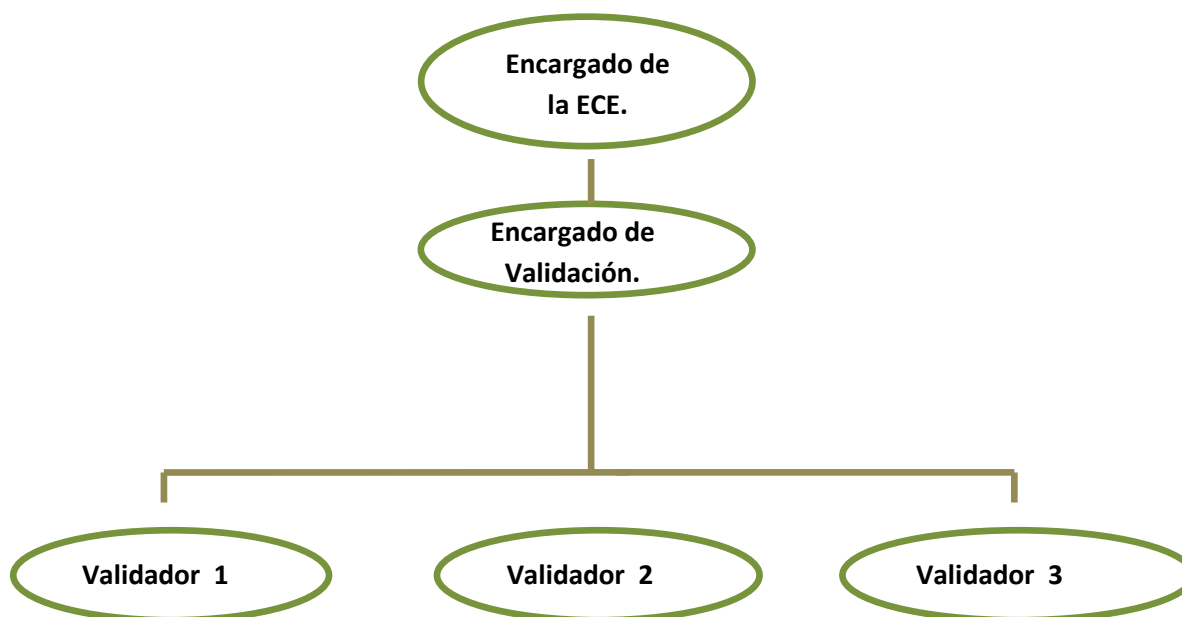 Encargado de
la ECE.
Encargado de
Validación.
Validador 1
Validador 2
Validador 3